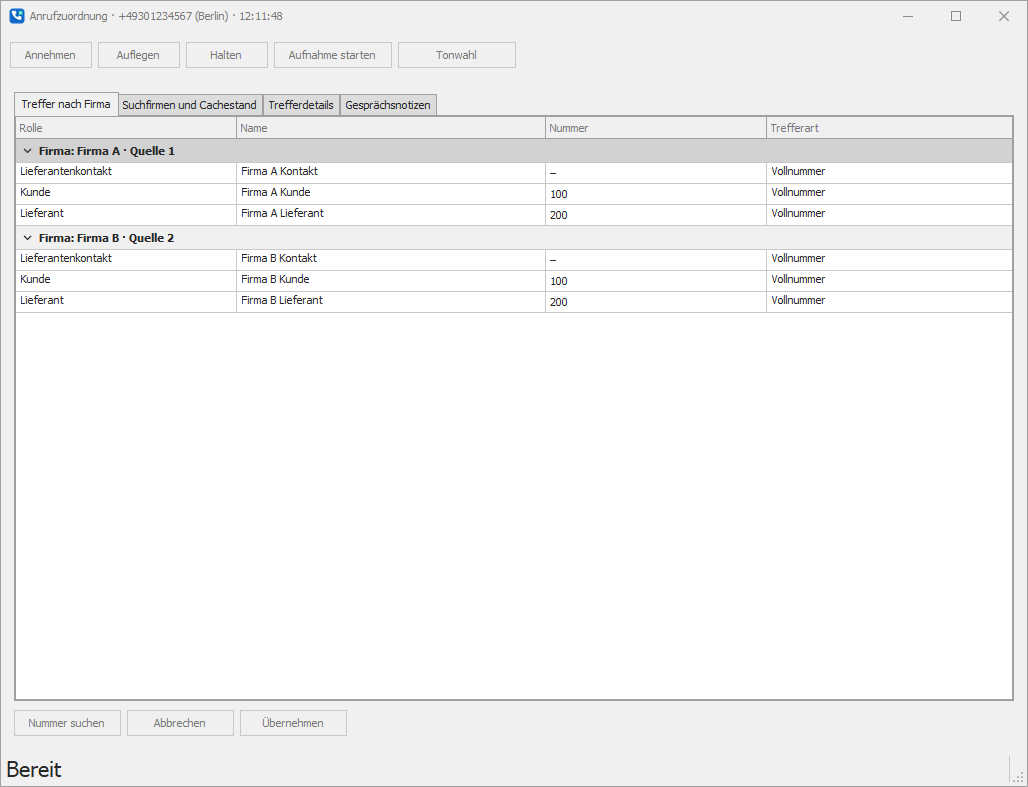 Anrufzuordnung · +49301234567 (Berlin) · 12:11:48
Annehmen Auflegen Halten Aufnahme starten Tonwahl
Treffer nach Firma Suchfirmen und Cachestand Trefferdetails Gesprächsnotizen
Rolle Name Nummer Trefferart
Firma: Firma A · Quelle 1
Lieferantenkontakt Firma A Kontakt – Vollnummer
Kunde Firma A Kunde 100 Vollnummer
Lieferant Firma A Lieferant 200 Vollnummer
Firma: Firma B · Quelle 2
Lieferantenkontakt Firma B Kontakt – Vollnummer
Kunde Firma B Kunde 100 Vollnummer
Lieferant Firma B Lieferant 200 Vollnummer
Nummer suchen Abbrechen Übernehmen
Bereit